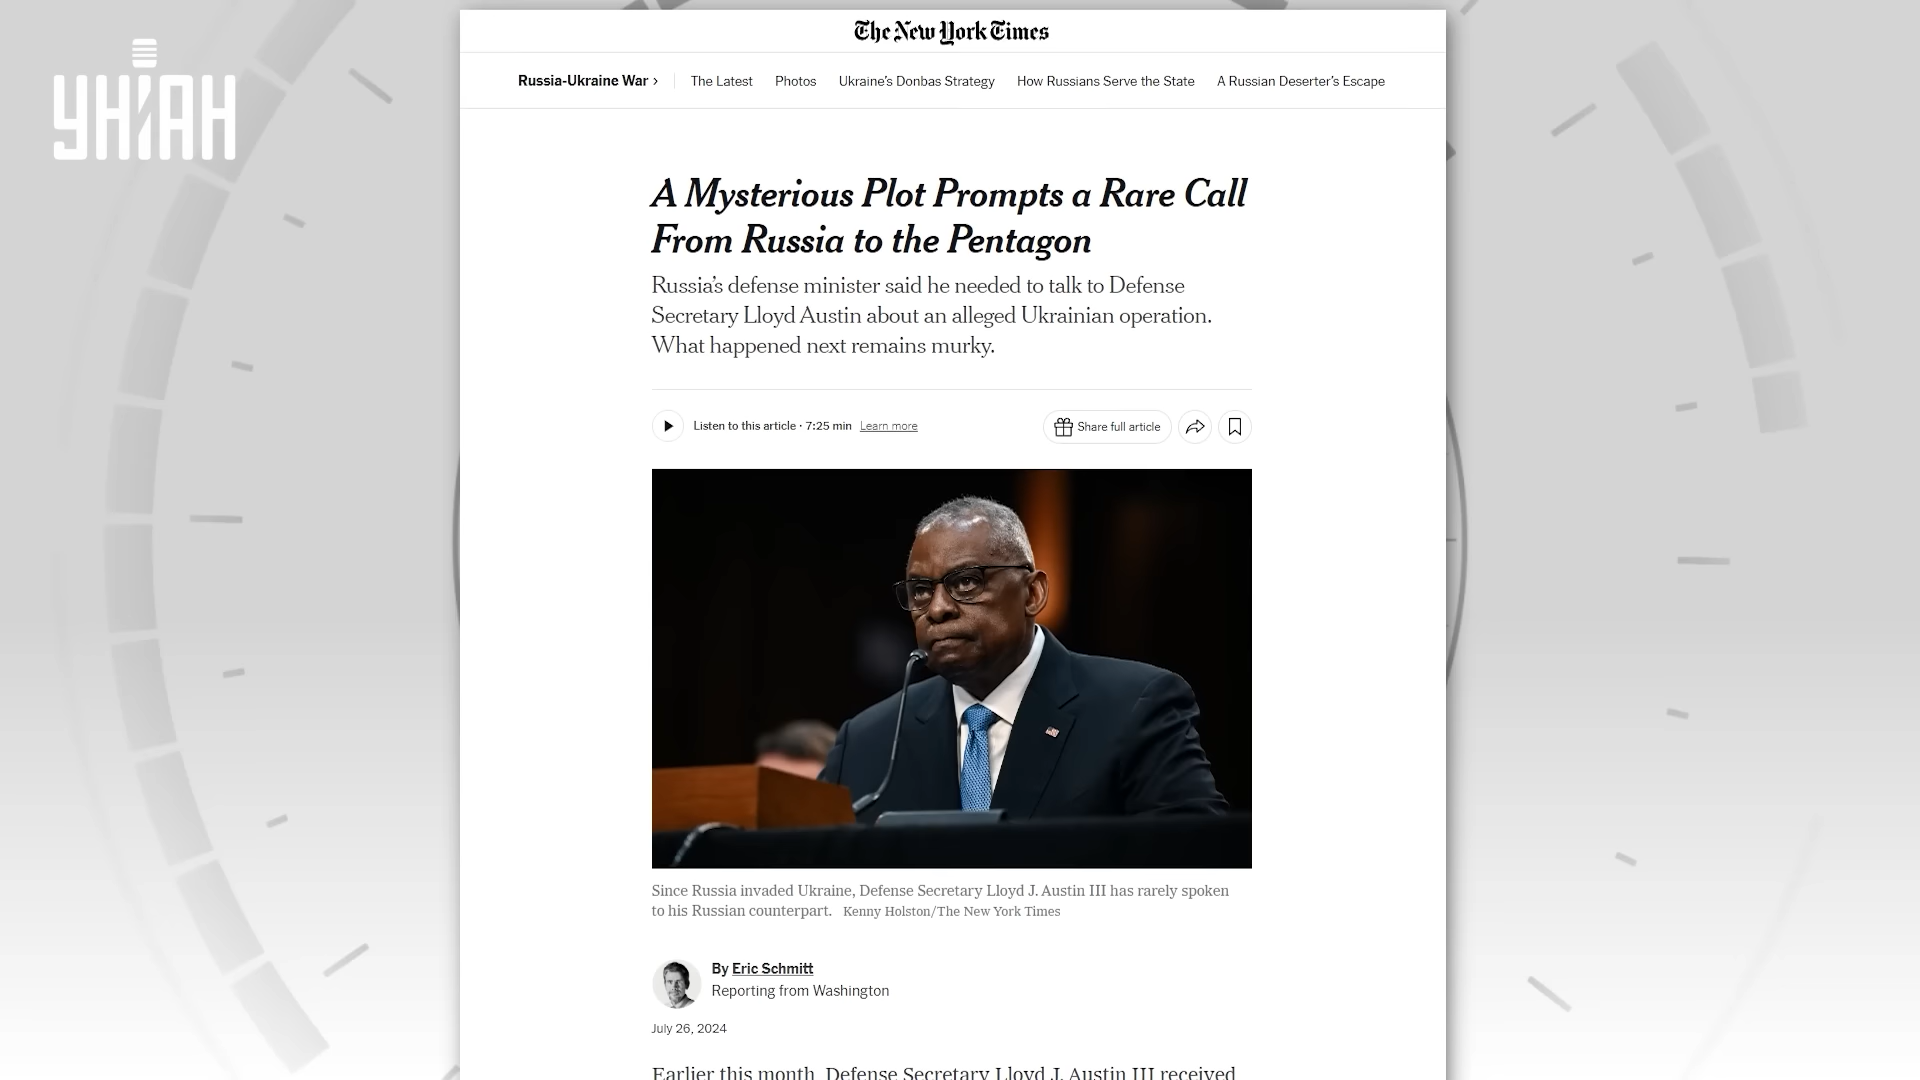 УНІАН
The New York Times
Russia-Ukraine War ›
The Latest
Photos
Ukraine’s Donbas Strategy
How Russians Serve the State
A Russian Deserter’s Escape
A Mysterious Plot Prompts a Rare Call
From Russia to the Pentagon
Russia’s defense minister said he needed to talk to Defense
Secretary Lloyd Austin about an alleged Ukrainian operation.
What happened next remains murky.
Listen to this article · 7:25 min Learn more
Share full article
Since Russia invaded Ukraine, Defense Secretary Lloyd J. Austin III has rarely spoken
to his Russian counterpart. Kenny Holston/The New York Times
By Eric Schmitt
Reporting from Washington
July 26, 2024
Earlier this month, Defense Secretary Lloyd J. Austin III received